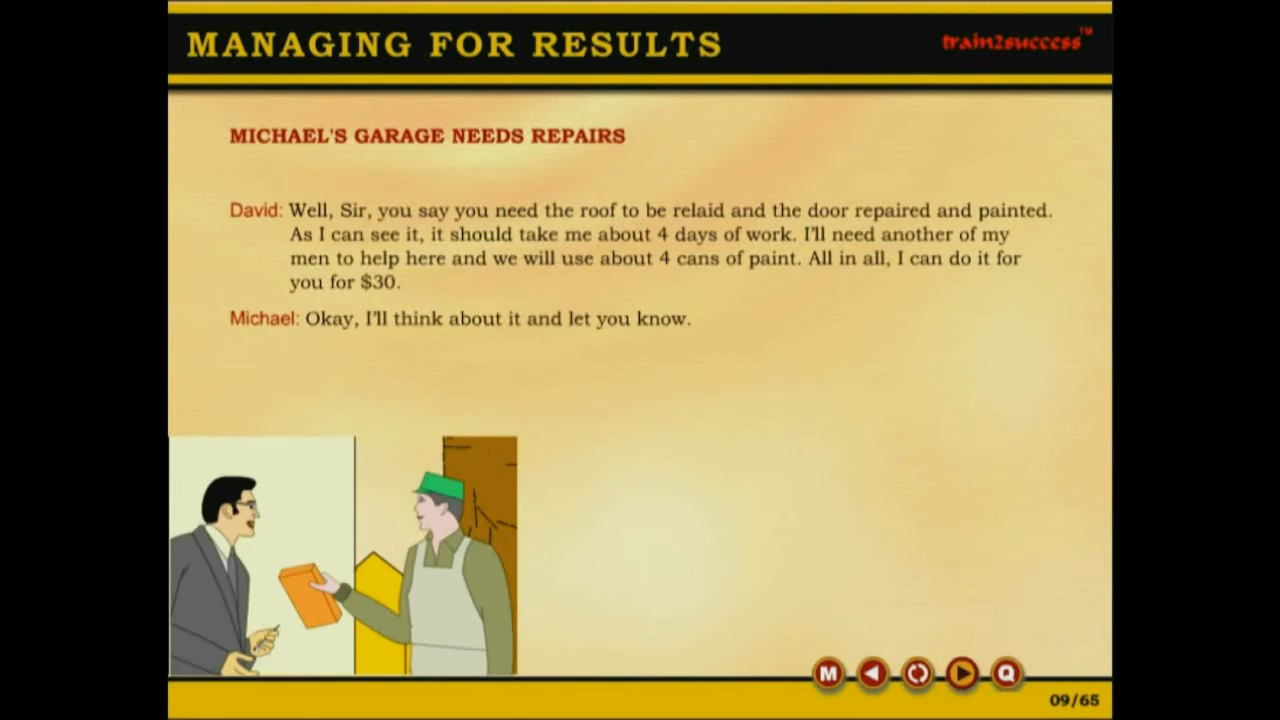 MANAGING FOR RESULTS
train2success™
MICHAEL'S GARAGE NEEDS REPAIRS
David: Well, Sir, you say you need the roof to be relaid and the door repaired and painted.
As I can see it, it should take me about 4 days of work. I'll need another of my
men to help here and we will use about 4 cans of paint. All in all, I can do it for
you for $30.
Michael: Okay, I'll think about it and let you know.
M
Q
09/65